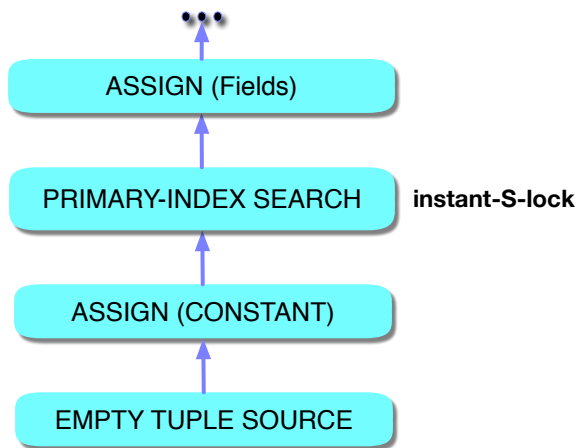 •••
ASSIGN (Fields)
PRIMARY-INDEX SEARCH
instant-S-lock
ASSIGN (CONSTANT)
EMPTY TUPLE SOURCE